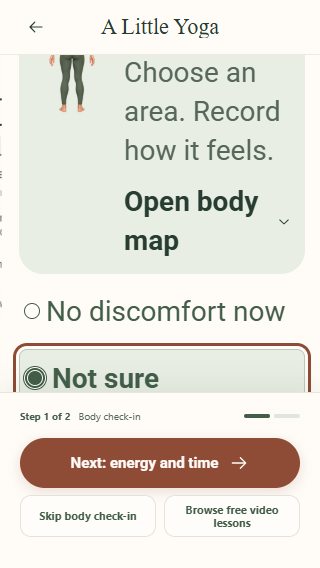 A Little Yoga
Choose an
area. Record
how it feels.
Open body
map
No discomfort now
Not sure
Step 1 of 2 Body check-in
Next: energy and time
Skip body check-in
Browse free video
lessons